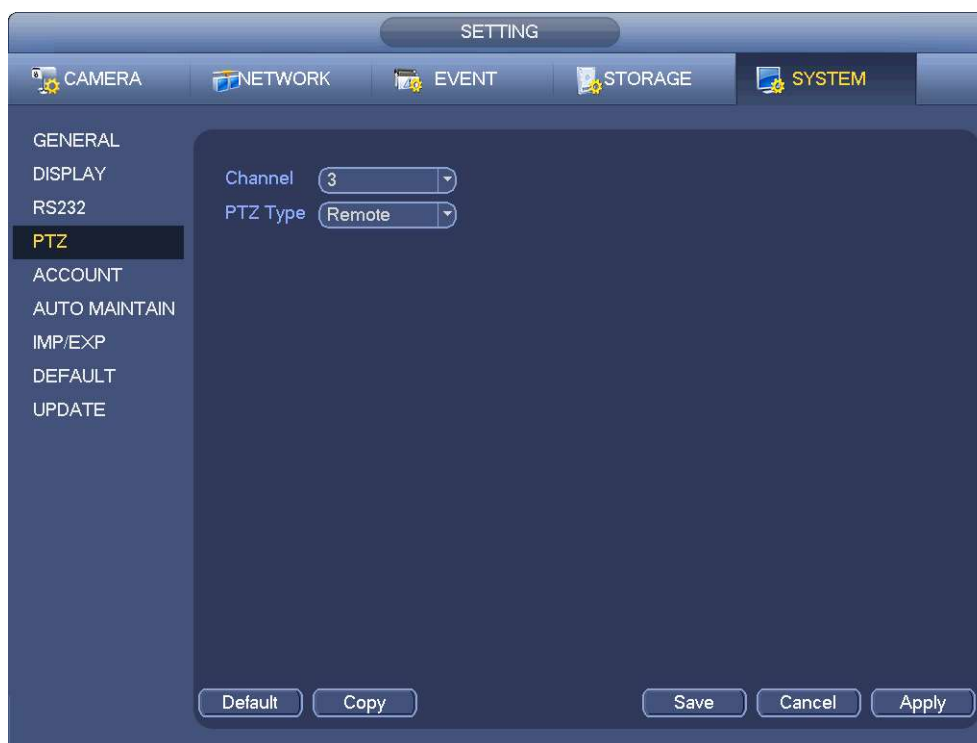 SETTING
CAMERA NETWORK EVENT STORAGE SYSTEM
GENERAL
DISPLAY
RS232
PTZ
ACCOUNT
AUTO MAINTAIN
IMP/EXP
DEFAULT
UPDATE
Channel 3
PTZ Type Remote
Default Copy Save Cancel Apply